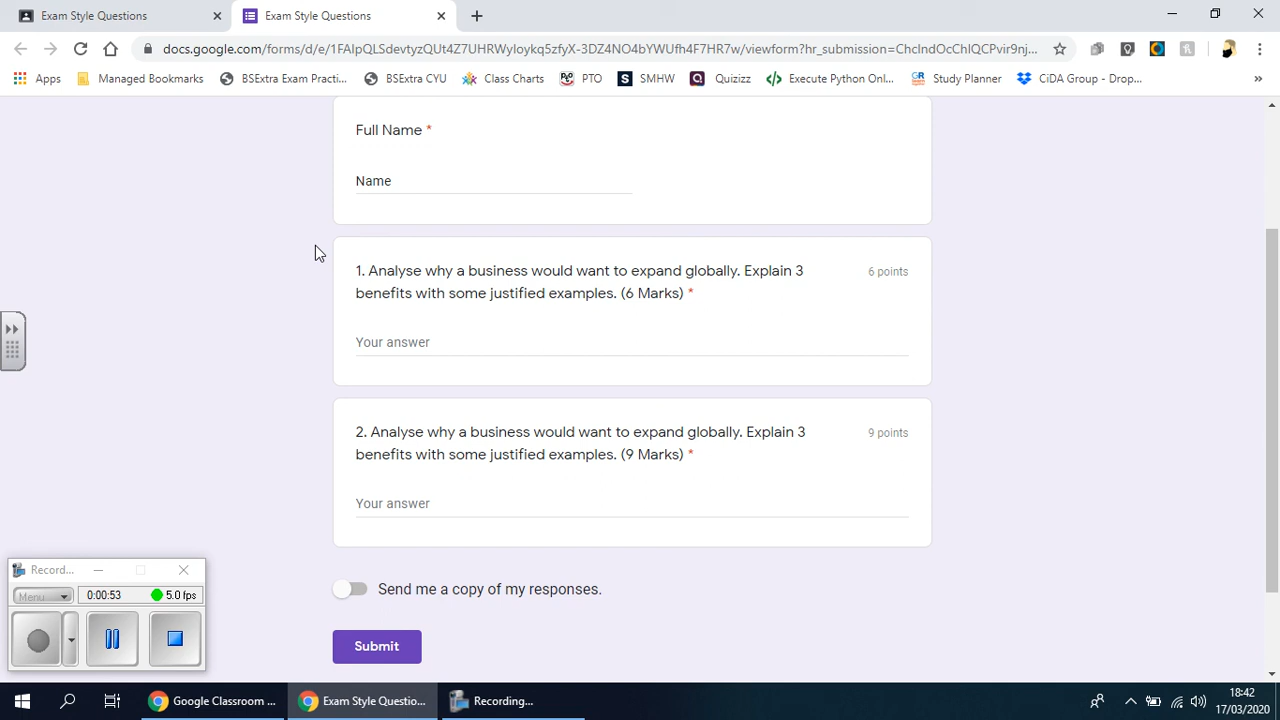 Exam Style Questions
Exam Style Questions
docs.google.com/forms/d/e/1FAIpQLSdevtyzQUt4Z7UHRWyloykq5zfyX-3DZ4NO4bYWUfh4F7HR7w/viewform?hr_submission=ChclndOcChIQCPvir9nj...
Apps Managed Bookmarks BSExtra Exam Practi... BSExtra CYU Class Charts PTO SMHW Quizizz Execute Python Onl... Study Planner CiDA Group - Drop... »
Full Name *
Name
1. Analyse why a business would want to expand globally. Explain 3 6 points
benefits with some justified examples. (6 Marks) *
Your answer
2. Analyse why a business would want to expand globally. Explain 3 9 points
benefits with some justified examples. (9 Marks) *
Your answer
Send me a copy of my responses.
Submit
Record...
Menu 0:00:53 5.0 fps
Google Classroom ... Exam Style Questio... Recording...
18:42
17/03/2020